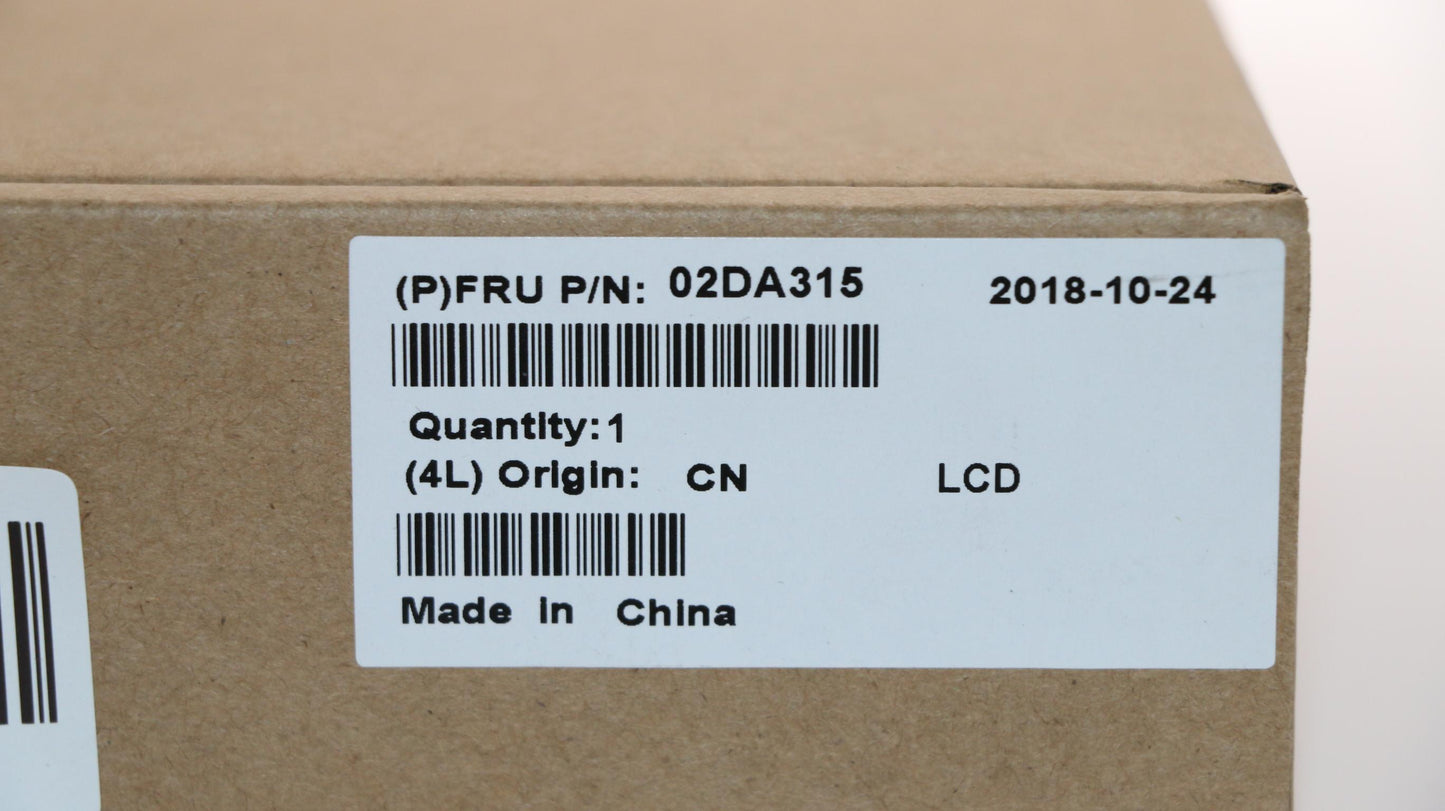 (P)FRU P/N: 02DA315 2018-10-24
Quantity:1
(4L) Origin: CN LCD
Made in China